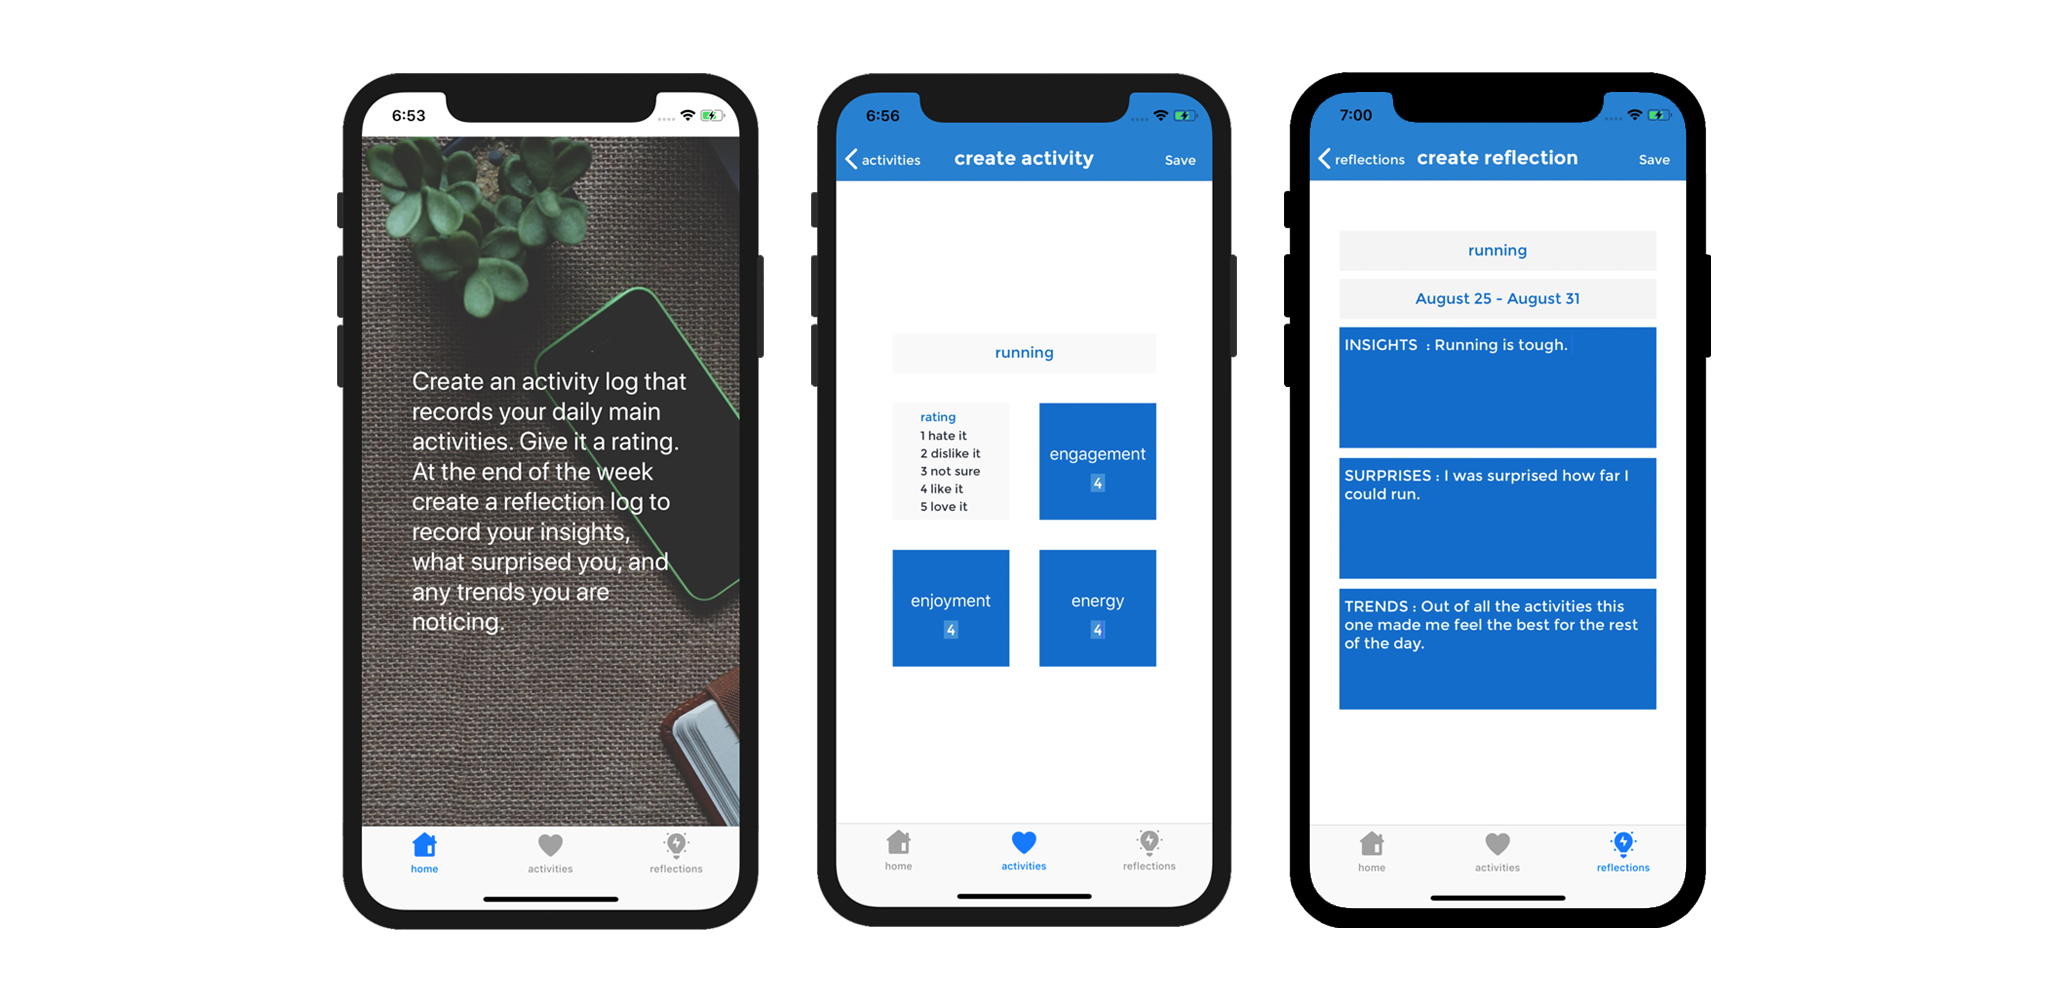 6:53
Create an activity log that
records your daily main
activities. Give it a rating.
At the end of the week
create a reflection log to
record your insights,
what surprised you, and
any trends you are
noticing.
home
activities
reflections
6:56
activities
create activity
Save
running
rating
1 hate it
2 dislike it
3 not sure
4 like it
5 love it
engagement
4
enjoyment
4
energy
4
home
activities
reflections
7:00
reflections
create reflection
Save
running
August 25 - August 31
INSIGHTS : Running is tough.
SURPRISES : I was surprised how far I
could run.
TRENDS : Out of all the activities this
one made me feel the best for the rest
of the day.
home
activities
reflections